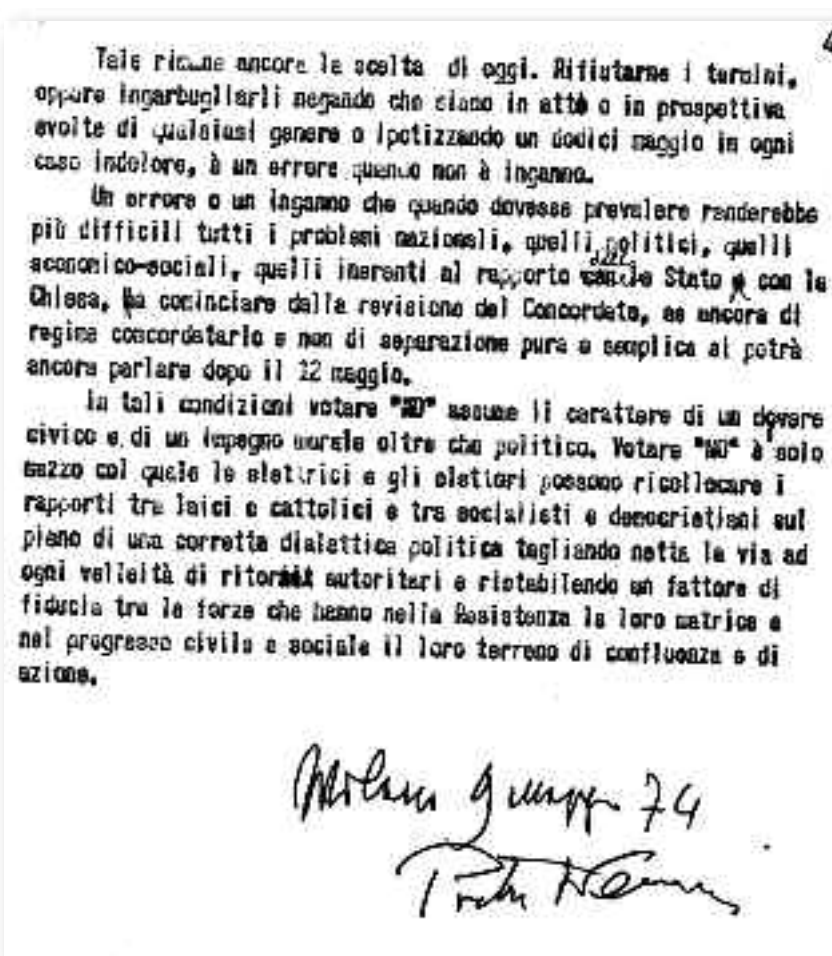 4
Tale rimane ancora la scelta di oggi. Rifiutarne i termini,
oppure ingarbugliarli negando che siano in atto o in prospettiva
svolte di qualsiasi genere o ipotizzando un dodici maggio in ogni
caso indolore, è un errore quando non è inganno.
Un errore o un inganno che quando dovesse prevalere renderebbe
più difficili tutti i problemi nazionali, quelli politici, quelli
economico-sociali, quelli inerenti al rapporto dello Stato con la
Chiesa, a cominciare dalla revisione del Concordato, se ancora di
regime concordatario e non di separazione pura e semplice si potrà
ancora parlare dopo il 12 maggio.
In tali condizioni votare "NO" assume il carattere di un dovere
civico e di un impegno morale oltre che politico. Votare "NO" è solo
mezzo col quale le elettrici e gli elettori possono ricollocare i
rapporti tra laici e cattolici e tra socialisti e democristiani sul
piano di una corretta dialettica politica tagliando netta la via ad
ogni velleità di ritorni autoritari e ristabilendo un fattore di
fiducia tra le forze che hanno nella Resistenza la loro matrice e
nel progresso civile e sociale il loro terreno di confluenza e di
azione.
Milano 9 maggio 74
Pietro Nenni